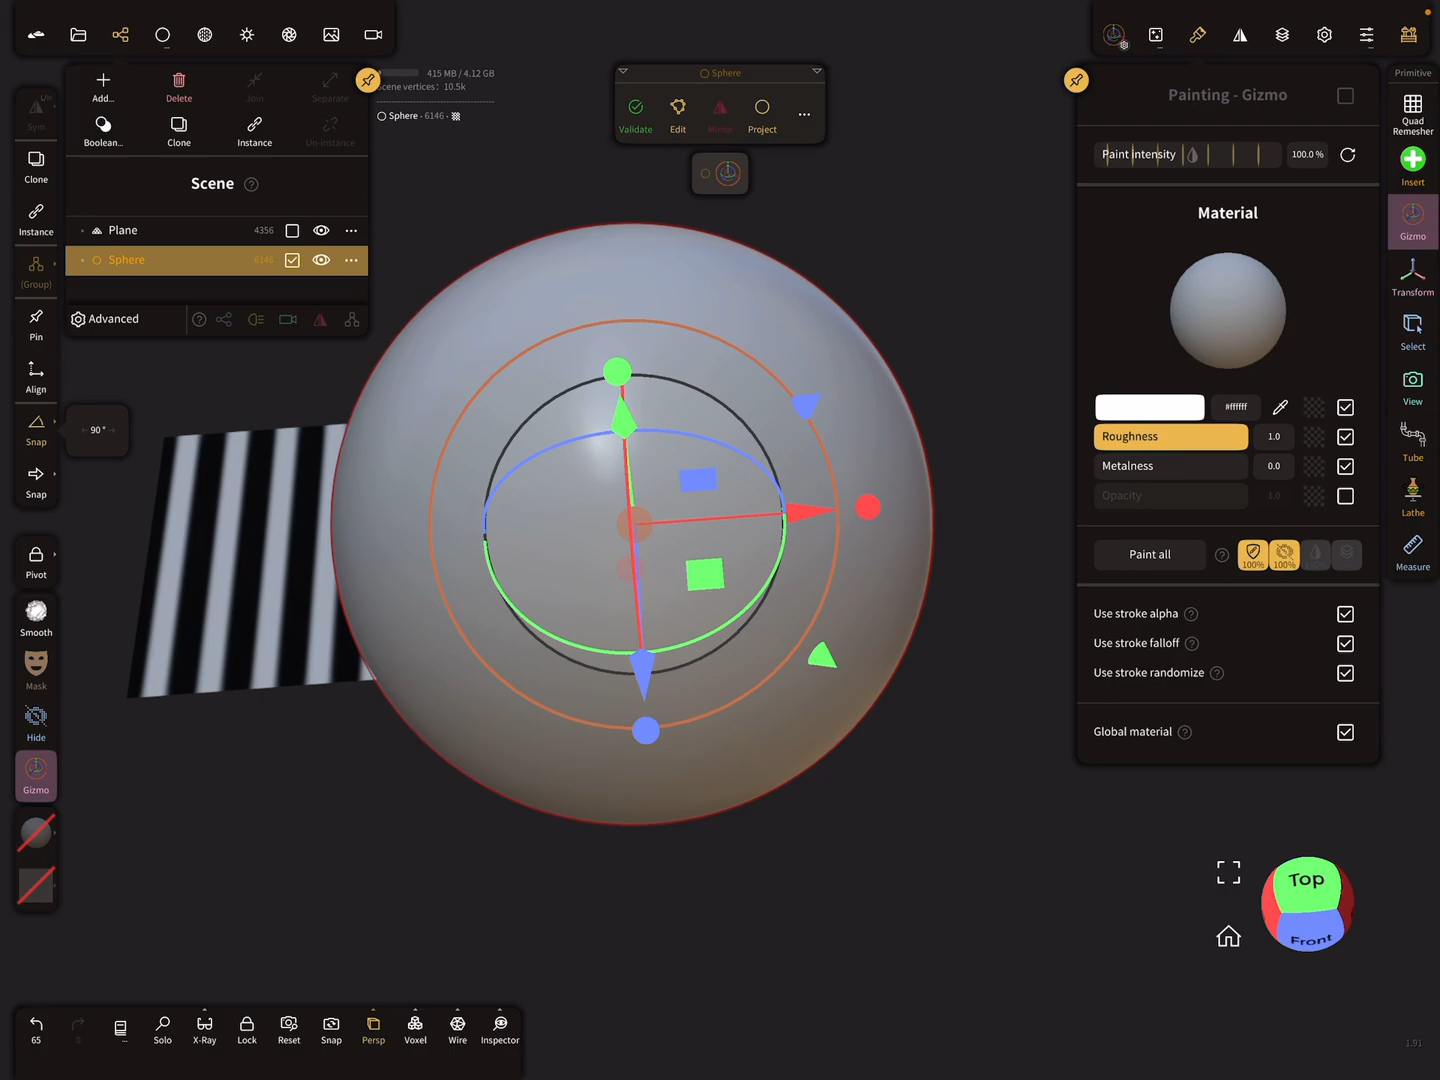 Add...
Delete
Join
Separate
Boolean...
Clone
Instance
Un-Instance
Scene
Plane 4356
Sphere 6146
Advanced
415 MB / 4.12 GB
Scene vertices: 10.5k
Sphere · 6146 ·
Sphere
Validate
Edit
Mirror
Project
...
Sym
Clone
Instance
(Group)
Pin
Align
Snap
90 °
Snap
Pivot
Smooth
Mask
Hide
Gizmo
Painting - Gizmo
Paint intensity 100.0 %
Material
#ffffff
Roughness 1.0
Metalness 0.0
Opacity 1.0
Paint all
100%
100%
Use stroke alpha
Use stroke falloff
Use stroke randomize
Global material
Primitive
Quad
Remesher
Insert
Gizmo
Transform
Select
View
Tube
Lathe
Measure
Top
Front
65
0
Solo
X-Ray
Lock
Reset
Snap
Persp
Voxel
Wire
Inspector
1.91